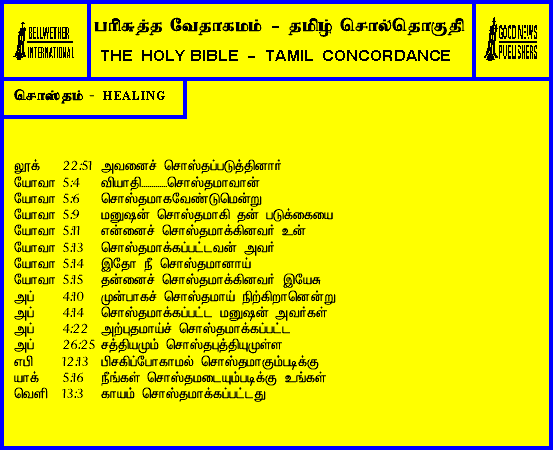 BELLWETHER
INTERNATIONAL
பரிசுத்த வேதாகமம் - தமிழ் சொல்தொகுதி
THE HOLY BIBLE - TAMIL CONCORDANCE
GOOD NEWS
PUBLISHERS
சொஸ்தம் - HEALING
லூக் 22:51 அவனைச் சொஸ்தப்படுத்தினார்
யோவா 5:4 வியாதி.............சொஸ்தமாவான்
யோவா 5:6 சொஸ்தமாகவேண்டுமென்று
யோவா 5:9 மனுஷன் சொஸ்தமாகி தன் படுக்கையை
யோவா 5:11 என்னைச் சொஸ்தமாக்கினவர் உன்
யோவா 5:13 சொஸ்தமாக்கப்பட்டவன் அவர்
யோவா 5:14 இதோ நீ சொஸ்தமானாய்
யோவா 5:15 தன்னைச் சொஸ்தமாக்கினவர் இயேசு
அப் 4:10 முன்பாகச் சொஸ்தமாய் நிற்கிறானென்று
அப் 4:14 சொஸ்தமாக்கப்பட்ட மனுஷன் அவர்கள்
அப் 4:22 அற்புதமாய்ச் சொஸ்தமாக்கப்பட்ட
அப் 26:25 சத்தியமும் சொஸ்தபுத்தியுமுள்ள
எபி 12:13 பிசகிப்போகாமல் சொஸ்தமாகும்படிக்கு
யாக் 5:16 நீங்கள் சொஸ்தமடையும்படிக்கு உங்கள்
வெளி 13:3 காயம் சொஸ்தமாக்கப்பட்டது